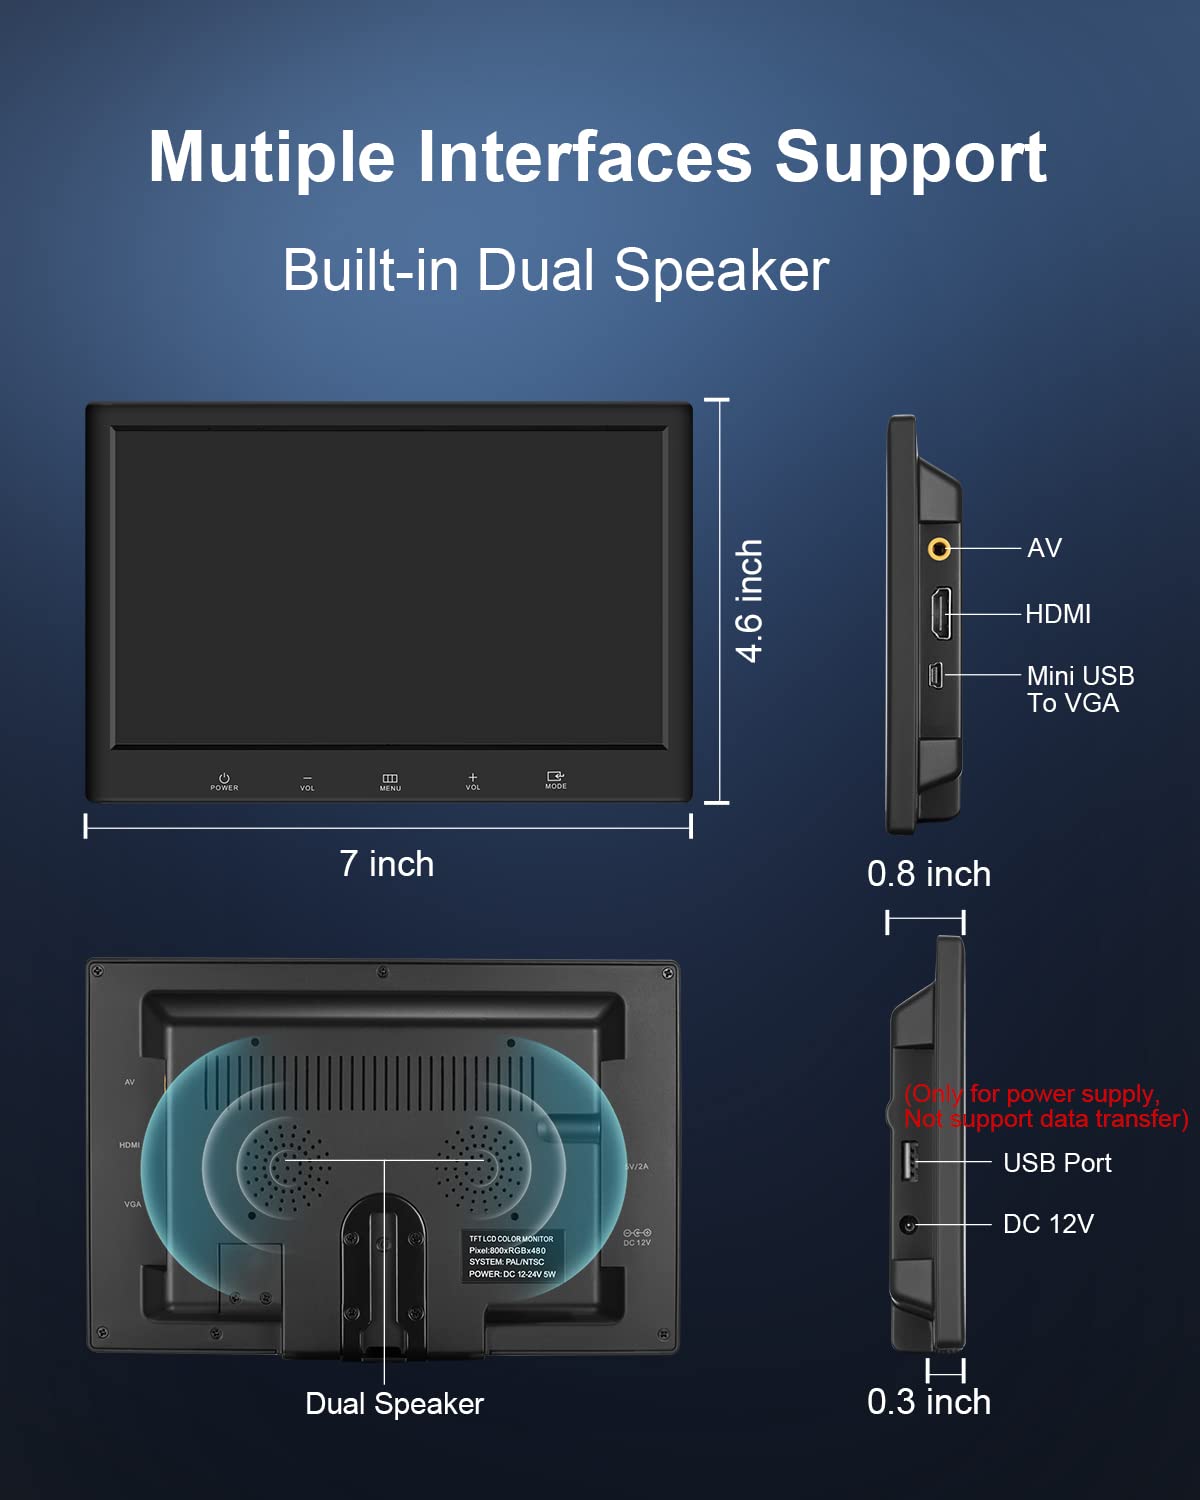 Mutiple Interfaces Support
Built-in Dual Speaker
4.6 inch
AV
HDMI
Mini USB
To VGA
POWER
VOL
MENU
VOL
MODE
7 inch
0.8 inch
AV
HDMI
VGA
5V/2A
DC 12V
TFT LCD COLOR MONITOR
Pixel:800xRGBx480
SYSTEM: PAL/NTSC
POWER: DC 12-24V 5W
Dual Speaker
(Only for power supply,
Not support data transfer)
USB Port
DC 12V
0.3 inch